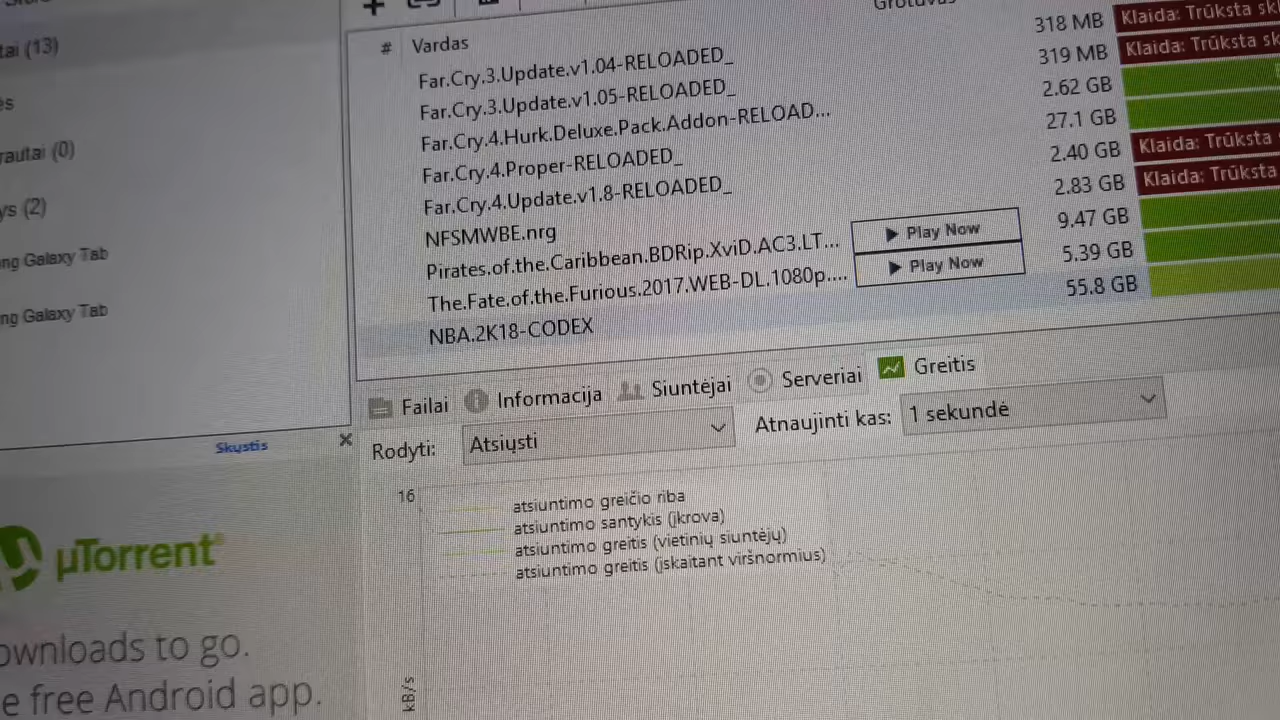 tai (13)
ės
rautai (0)
ys (2)
ng Galaxy Tab
ng Galaxy Tab
# Vardas
Far.Cry.3.Update.v1.04-RELOADED_ 318 MB Klaida: Trūksta sk
Far.Cry.3.Update.v1.05-RELOADED_ 319 MB Klaida: Trūksta sk
Far.Cry.4.Hurk.Deluxe.Pack.Addon-RELOAD... 2.62 GB
Far.Cry.4.Proper-RELOADED_ 27.1 GB
Far.Cry.4.Update.v1.8-RELOADED_ 2.40 GB Klaida: Trūksta
NFSMWBE.nrg 2.83 GB Klaida: Trūksta
Pirates.of.the.Caribbean.BDRip.XviD.AC3.LT... Play Now 9.47 GB
The.Fate.of.the.Furious.2017.WEB-DL.1080p.... Play Now 5.39 GB
NBA.2K18-CODEX 55.8 GB
Failai Informacija Siuntėjai Serveriai Greitis
Rodyti: Atsiųsti Atnaujinti kas: 1 sekundė
16
atsiuntimo greičio riba
atsiuntimo santykis (įkrova)
atsiuntimo greitis (vietinių siuntėjų)
atsiuntimo greitis (įskaitant viršnormius)
kB/s
Skųstis
µTorrent
ownloads to go.
e free Android app.